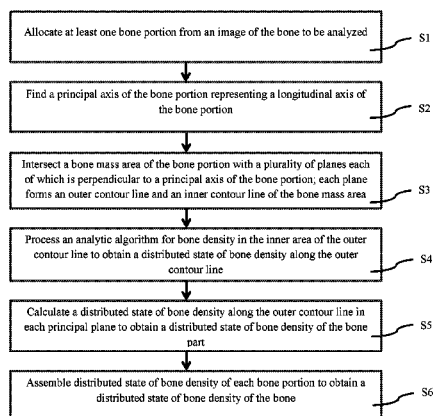 Allocate at least one bone portion from an image of the bone to be analyzed
S1
Find a principal axis of the bone portion representing a longitudinal axis of
the bone portion
S2
Intersect a bone mass area of the bone portion with a plurality of planes each
of which is perpendicular to a principal axis of the bone portion; each plane
forms an outer contour line and an inner contour line of the bone mass area
S3
Process an analytic algorithm for bone density in the inner area of the outer
contour line to obtain a distributed state of bone density along the outer
contour line
S4
Calculate a distributed state of bone density along the outer contour line in
each principal plane to obtain a distributed state of bone density of the bone
part
S5
Assemble distributed state of bone density of each bone portion to obtain a
distributed state of bone density of the bone
S6